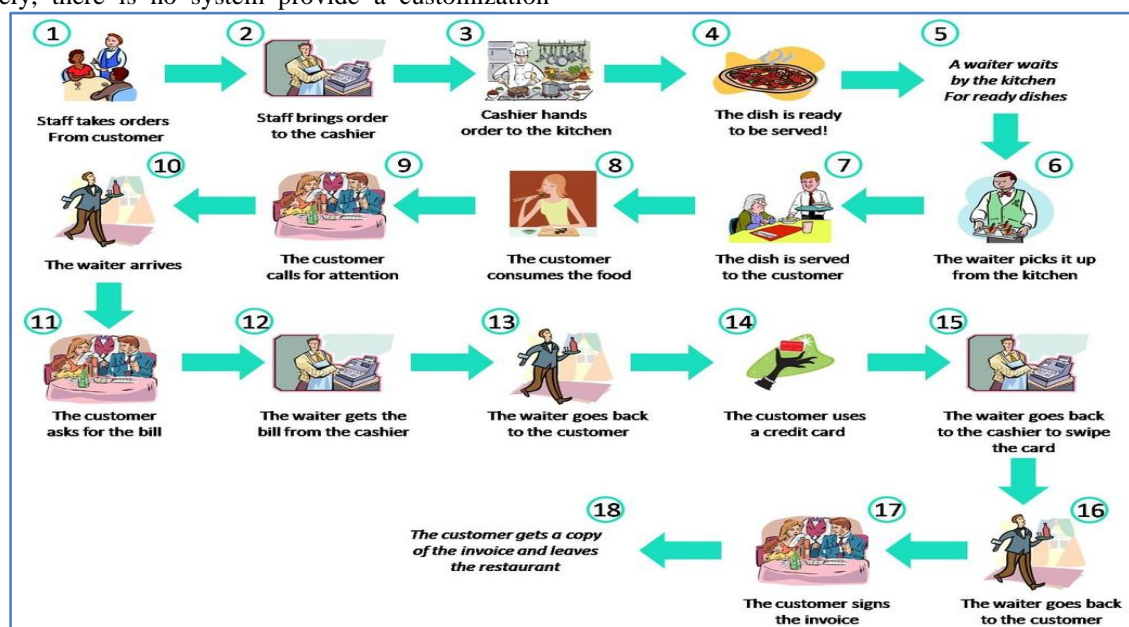 ery, there is no system provide a customization
1
Staff takes orders
From customer
2
Staff brings order
to the cashier
3
Cashier hands
order to the kitchen
4
The dish is ready
to be served!
5
A waiter waits
by the kitchen
For ready dishes
6
The waiter picks it up
from the kitchen
7
The dish is served
to the customer
8
The customer
consumes the food
9
The customer
calls for attention
10
The waiter arrives
11
The customer
asks for the bill
12
The waiter gets the
bill from the cashier
13
The waiter goes back
to the customer
14
The customer uses
a credit card
15
The waiter goes back
to the cashier to swipe
the card
16
The waiter goes back
to the customer
17
The customer signs
the invoice
18
The customer gets a copy
of the invoice and leaves
the restaurant